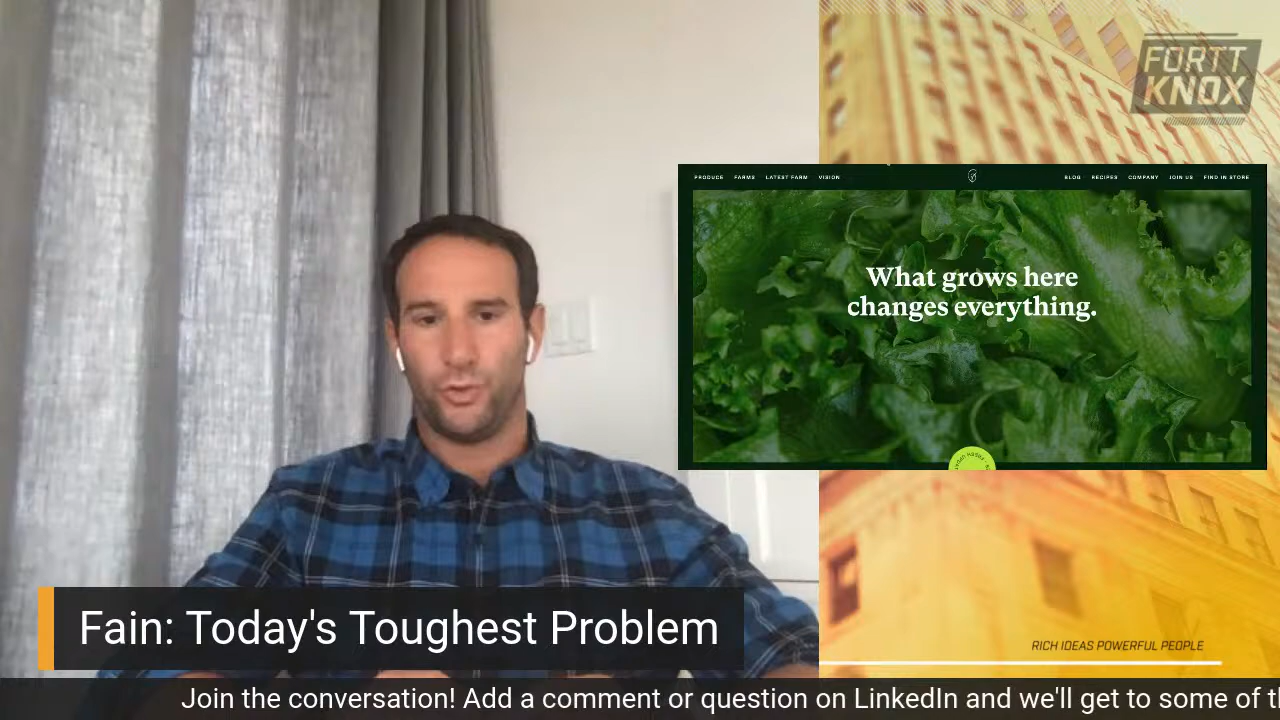 FORTT
KNOX
PRODUCE FARMS LATEST FARM VISION
BLOG RECIPES COMPANY JOIN US FIND IN STORE
What grows here
changes everything.
Fain: Today's Toughest Problem
RICH IDEAS POWERFUL PEOPLE
Join the conversation! Add a comment or question on LinkedIn and we'll get to some of